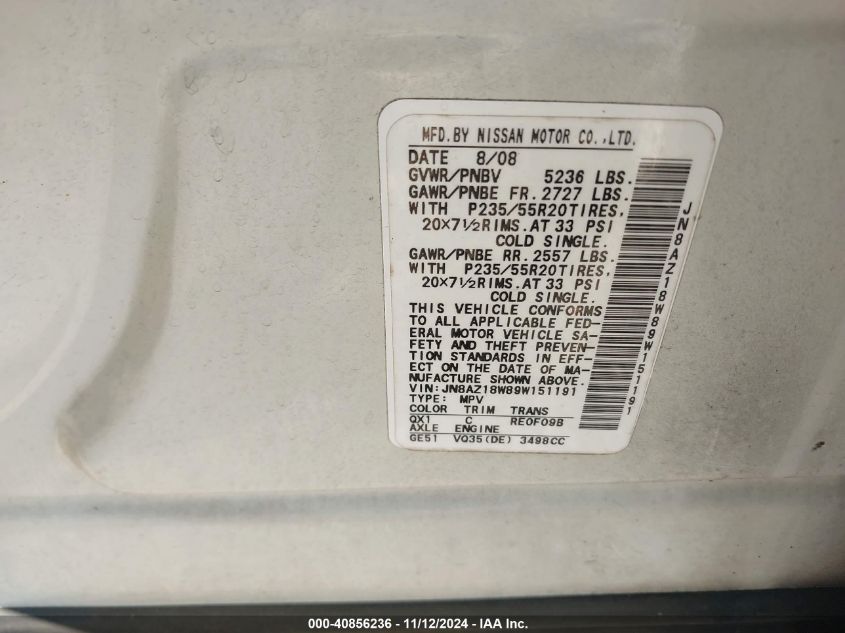 MFD.BY NISSAN MOTOR CO.,LTD.
DATE 8/08
GVWR/PNBV 5236 LBS.
GAWR/PNBE FR. 2727 LBS.
WITH P235/55R20TIRES,
20×7½RIMS.AT 33 PSI
COLD SINGLE.
GAWR/PNBE RR. 2557 LBS.
WITH P235/55R20TIRES,
20×7½RIMS.AT 33 PSI
COLD SINGLE.
THIS VEHICLE CONFORMS
TO ALL APPLICABLE FED-
ERAL MOTOR VEHICLE SA-
FETY AND THEFT PREVEN-
TION STANDARDS IN EFF-
ECT ON THE DATE OF MA-
NUFACTURE SHOWN ABOVE.
VIN:JN8AZ18W89W151191
TYPE: MPV
COLOR TRIM TRANS
QX1 C RE0F09B
AXLE ENGINE
GE51 VQ35(DE) 3498CC
JN8AZ18W89W151191
000-40856236 - 11/12/2024 - IAA Inc.